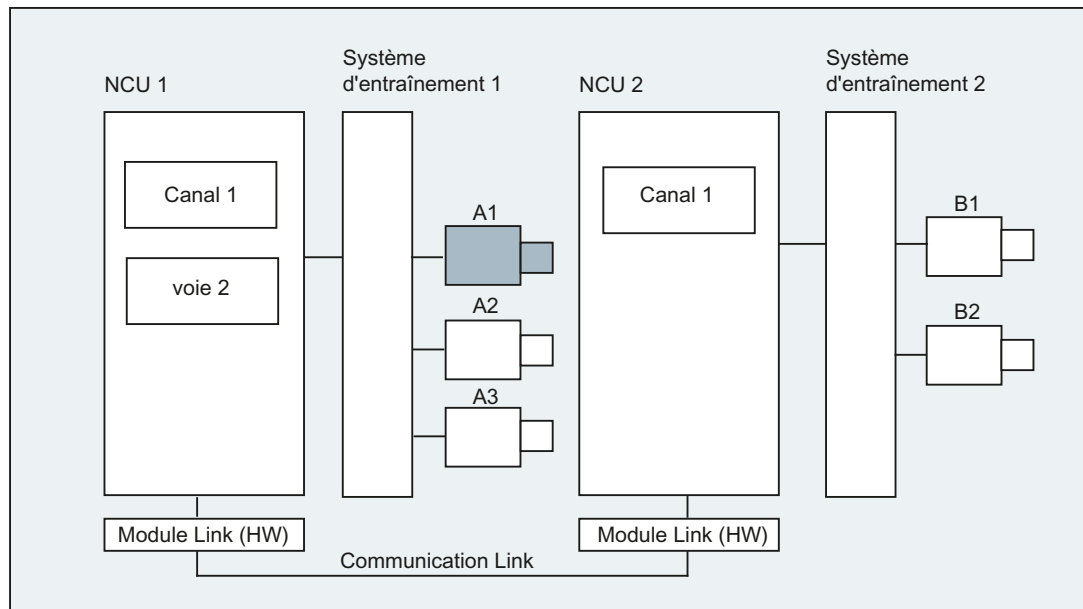 NCU 1
Système
d'entraînement 1
NCU 2
Système
d'entraînement 2
Canal 1
voie 2
A1
A2
A3
Canal 1
B1
B2
Module Link (HW)
Communication Link
Module Link (HW)